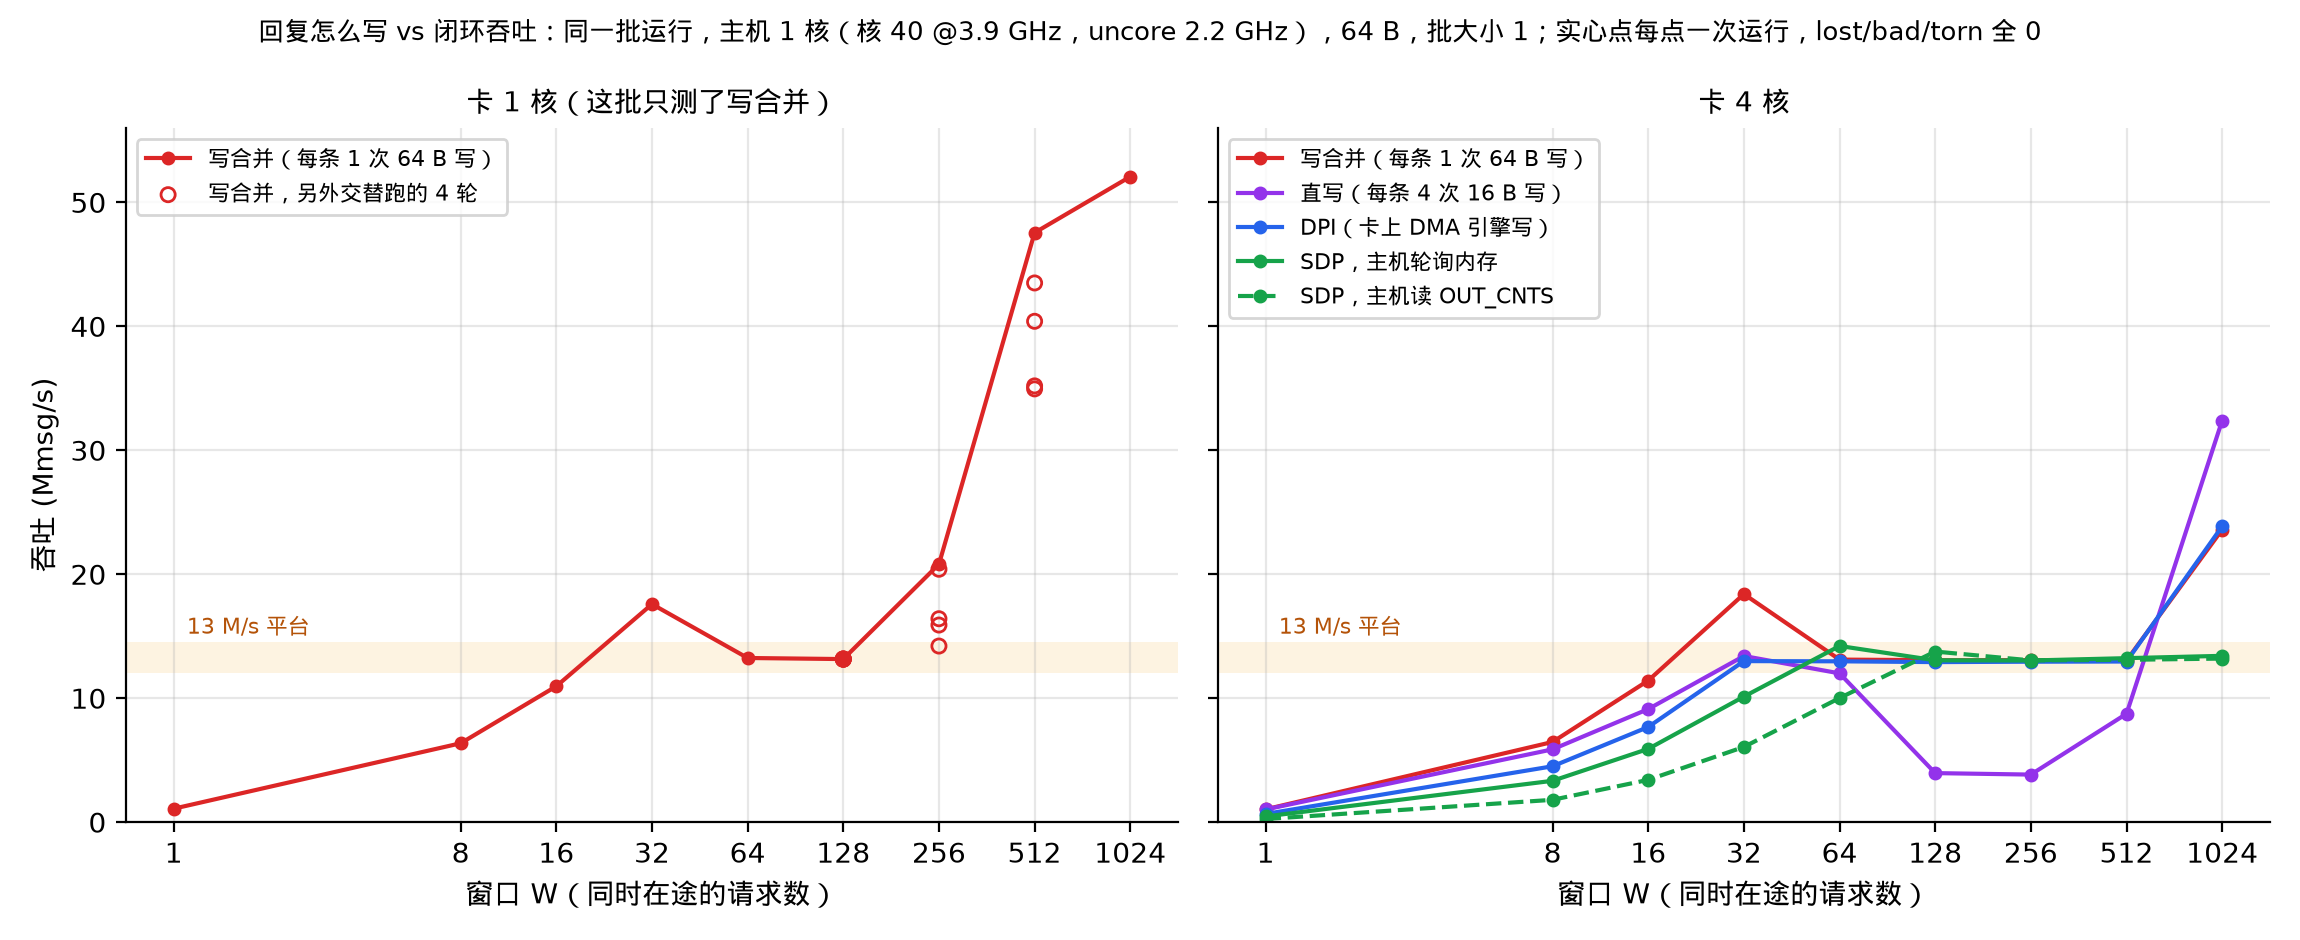 回复怎么写 vs 闭环吞吐：同一批运行，主机 1 核（核 40 @3.9 GHz，uncore 2.2 GHz），64 B，批大小 1；实心点每点一次运行，lost/bad/torn 全 0
卡 1 核（这批只测了写合并）
写合并（每条 1 次 64 B 写）
写合并，另外交替跑的 4 轮
13 M/s 平台
吞吐 (Mmsg/s)
50
40
30
20
10
0
1 8 16 32 64 128 256 512 1024
窗口 W（同时在途的请求数）
卡 4 核
写合并（每条 1 次 64 B 写）
直写（每条 4 次 16 B 写）
DPI（卡上 DMA 引擎写）
SDP，主机轮询内存
SDP，主机读 OUT_CNTS
13 M/s 平台
1 8 16 32 64 128 256 512 1024
窗口 W（同时在途的请求数）